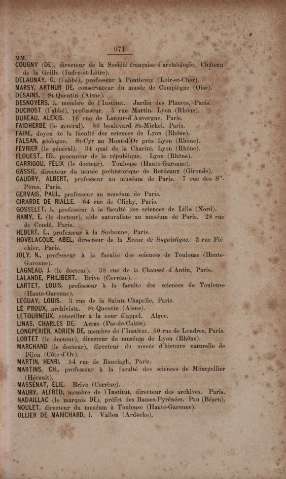 671
MM.
COUGNY (DE), directeur de la Société française d'archéologie. Château
de la Grille (Indre-et-Loire).
DELAUNAY, G. (l'abbé), professeur à Pontlevoy (Loir-et-Cher).
MARSY, ARTHUR DE, conservateur du musée de Compiègne (Oise).
DESAINS, St-Quentin (Aisne).
DESNOYERS, J. membre de l'Institut. Jardin des Plantes, Paris.
DUCROST (l'abbé), professeur, 5 rue Martin. Lyon (Rhône).
DUREAU, ALEXIS. 16 rue de Latour-d'Auvergne, Paris.
FAIDHERBE (le général). boulevard St-Michel, Paris.
FAIRE, doyen de la faculté des sciences de Lyon (Rhône).
FALSAN, géologue. St-Cyr au Mont-d'Or près Lyon (Rhône).
FÉVRIER (le général). 34 quai de la Charité. Lyon (Rhône).
FLOUEST, procureur de la république. Lyon (Rhône).
GARRIGOU, FÉLIX (le docteur). Toulouse (Haute-Garonne).
GASSIE, directeur du musée préhistorique de Bordeaux (Gironde).
GAUDRY, ALBERT, professeur au muséum de Paris. 7 rue des Sts-
Pères, Paris.
GERVAIS, PAUL, professeur au muséum de Paris.
CIRARDE DE RIALLE. 64 rue de Clichy, Paris.
GOSSELET, J. professeur à la faculté des sciences de Lille (Nord).
HAMY, E. (le docteur), aide naturaliste au muséum de Paris. 28 rue
de Condé, Paris.
HEBERT, E., professeur à la Sorbonne, Paris.
HOVELACQUE, ABEL, directeur de la Revue de linguistique. 2 rue Flé-
chier, Paris.
JOLY, N., professeur à la faculté des sciences de Toulouse (Haute-
Garonne).
LAGNEAU, (le docteur). 38 rue de la Chaussé d'Antin, Paris.
LALANDE, PHILIBERT. Brive (Corrèze).
LARTET, LOUIS, professeur à la faculté des sciences de Toulouse
(Haute-Garonne).
LEGUAY, LOUIS. 3 rue de la Sainte Chapelle, Paris.
LE PROUX, archiviste. St-Quentin (Aisne).
LETOURNEUX, conseiller à la cour d'appel. Alger.
LINAS, CHARLES DE. Arras (Pas-de-Calais).
LONGPERIER, ADRIEN DE, membre de l'Institut. 50 rue de Londres, Paris.
LORTET (le docteur), directeur du muséum de Lyon (Rhône).
MARCHAND (le docteur), directeur du musée d'histoire naturelle de
Dijon (Côte-d'Or).
MARTIN, HENRI. 54 rue de Ranelagh, Paris.
MARTINS, CH., professeur à la faculté des sciences de Montpellier
(Hérault).
MASSÉNAT, ÉLIE. Brive (Corrèze).
MAURY, ALFRED, membre de l'Institut, directeur des archives. Paris.
NADAILLAC (le marquis DE), préfet des Basses-Pyrénées. Pau (Béarn).
NOULET, directeur du muséum à Toulouse (Haute-Garonne).
OLLIER DE MARICHARD, J. Vallon (Ardèche).